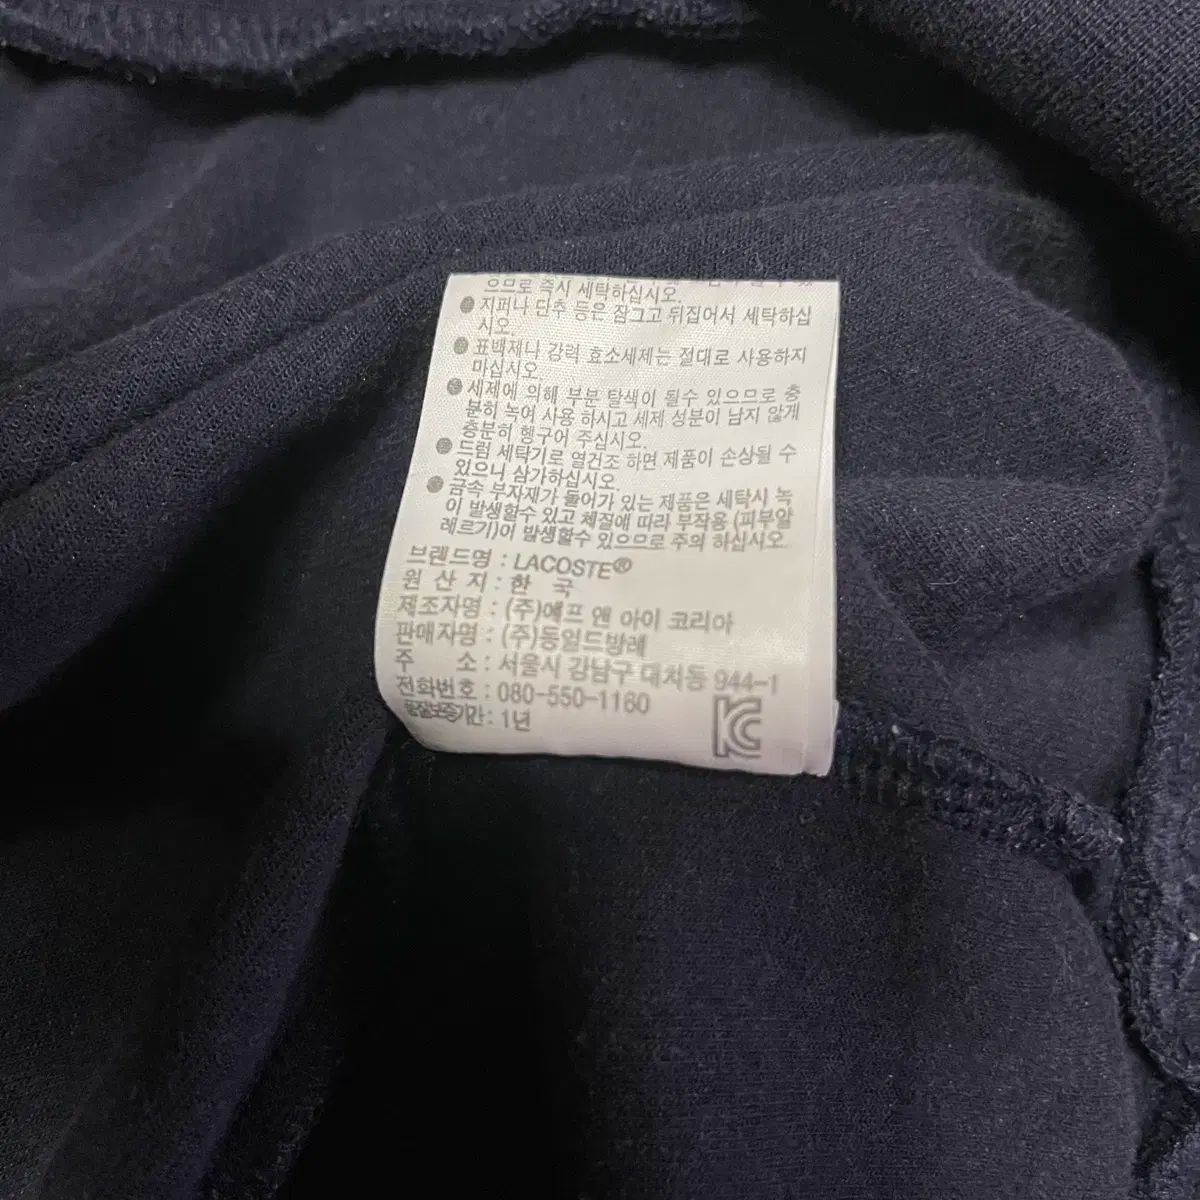 으므로 즉시 세탁하십시오.
● 지퍼나 단추 등은 잠그고 뒤집어서 세탁하십
시오.
● 표백제나 강력 효소세제는 절대로 사용하지
마십시오.
● 세제에 의해 부분 탈색이 될수 있으므로 충
분히 녹여 사용 하시고 세제 성분이 남지 않게
충분히 헹구어 주십시오.
● 드럼 세탁기로 열건조 하면 제품이 손상될 수
있으니 삼가하십시오.
● 금속 부자재가 들어가 있는 제품은 세탁시 녹
이 발생할수 있고 체질에 따라 부작용 (피부알
레르기)이 발생할수 있으므로 주의 하십시오.
브랜드명 : LACOSTE®
원 산 지 : 한 국
제조자명 : (주)에프 엔 아이 코리아
판매자명 : (주)동일드방레
주 소 : 서울시 강남구 대치동 944-1
전화번호 : 080-550-1160
품질보증기간 : 1년
KC